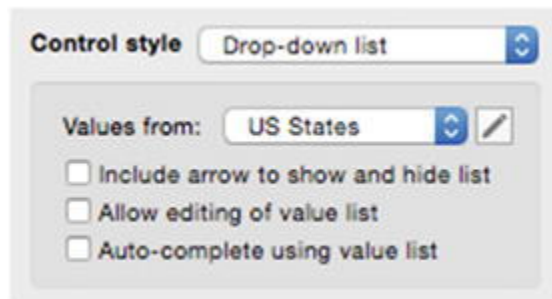 Control style Drop-down list
Values from: US States
Include arrow to show and hide list
Allow editing of value list
Auto-complete using value list